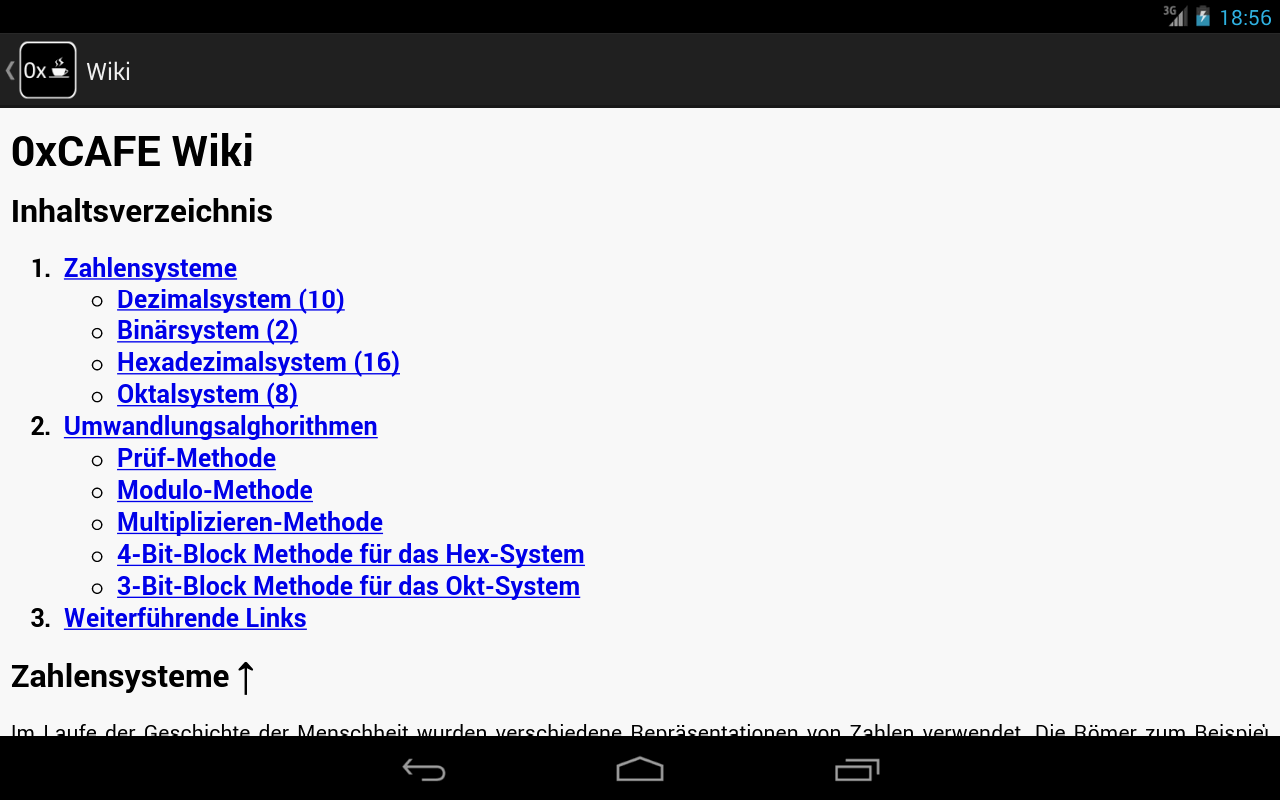 3G 18:56
0x Wiki
0xCAFE Wiki
Inhaltsverzeichnis
1. Zahlensysteme
Dezimalsystem (10)
Binärsystem (2)
Hexadezimalsystem (16)
Oktalsystem (8)
2. Umwandlungsalghorithmen
Prüf-Methode
Modulo-Methode
Multiplizieren-Methode
4-Bit-Block Methode für das Hex-System
3-Bit-Block Methode für das Okt-System
3. Weiterführende Links
Zahlensysteme ↑
Im Laufe der Geschichte der Menschheit wurden verschiedene Repräsentationen von Zahlen verwendet. Die Römer zum Beispiel